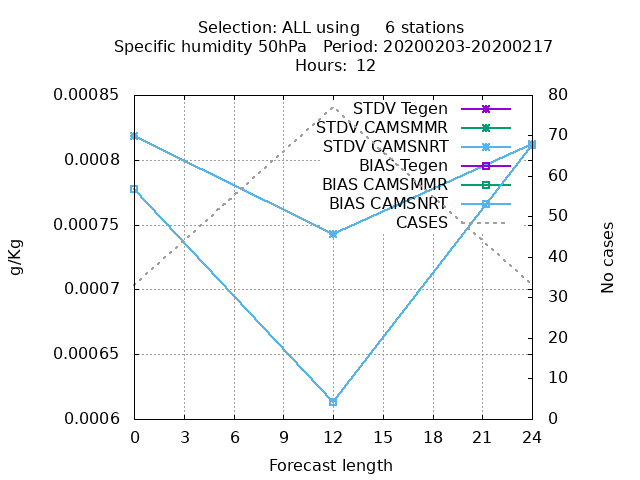 Selection: ALL using     6 stations
Specific humidity 50hPa   Period: 20200203-20200217
Hours:  12
0.00085
0.0008
0.00075
0.0007
0.00065
0.0006
g/Kg
STDV Tegen
STDV CAMSMMR
STDV CAMSNRT
BIAS Tegen
BIAS CAMSMMR
BIAS CAMSNRT
CASES
80
70
60
50
40
30
20
10
0
No cases
0 3 6 9 12 15 18 21 24
Forecast length